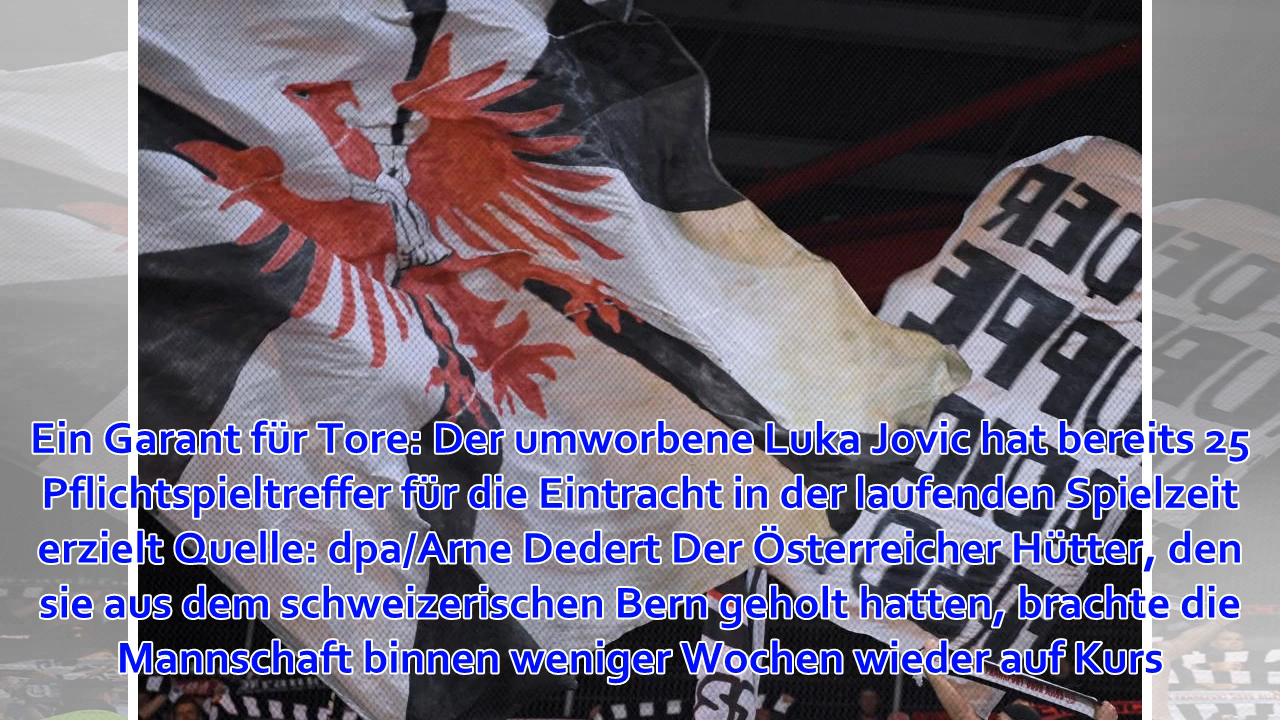 Ein Garant für Tore: Der umworbene Luka Jovic hat bereits 25
Pflichtspieltreffer für die Eintracht in der laufenden Spielzeit
erzielt Quelle: dpa/Arne Dedert Der Österreicher Hütter, den
sie aus dem schweizerischen Bern geholt hatten, brachte die
Mannschaft binnen weniger Wochen wieder auf Kurs